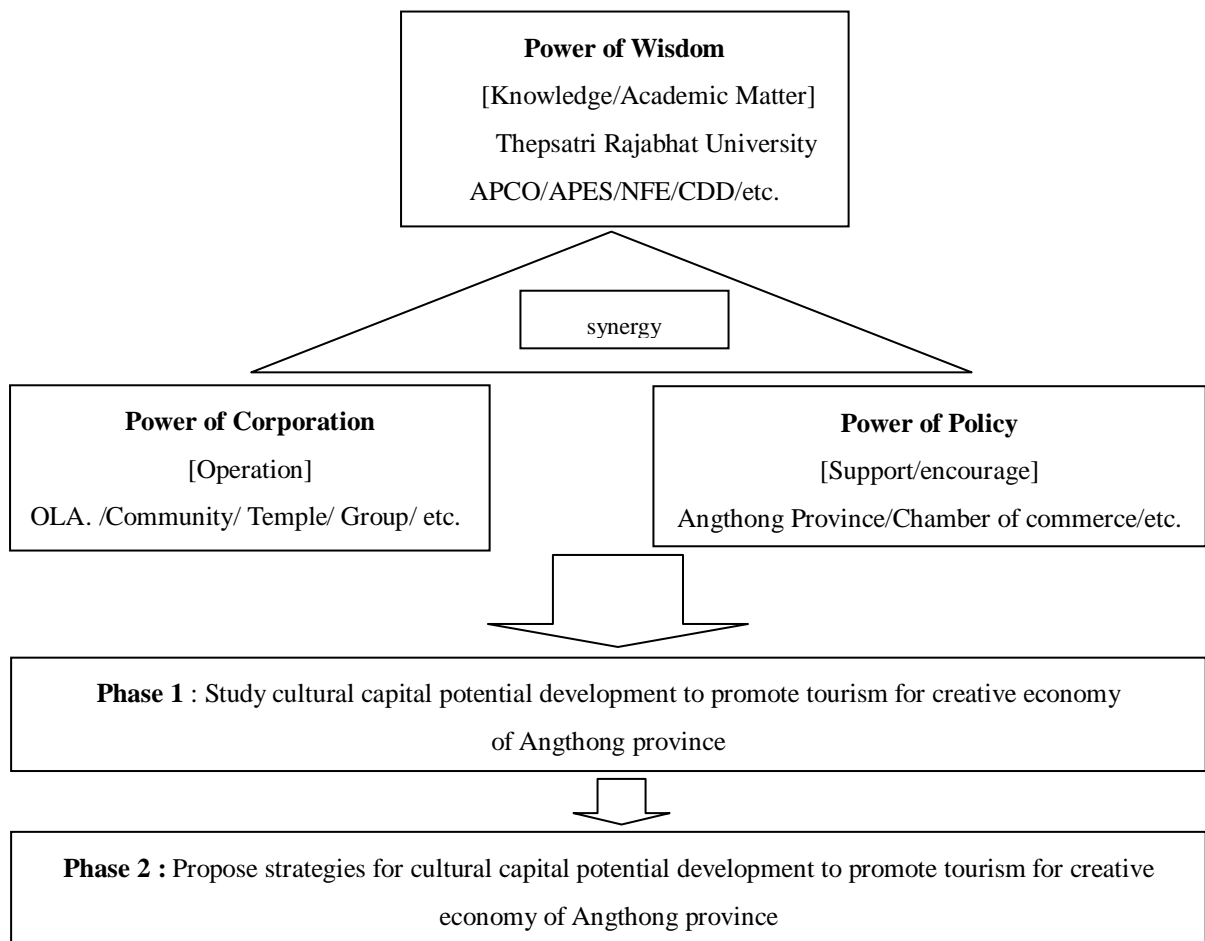 Power of Wisdom
[Knowledge/Academic Matter]
Thepsatri Rajabhat University
APCO/APES/NFE/CDD/etc.
synergy
Power of Corporation
[Operation]
OLA. /Community/ Temple/ Group/ etc.
Power of Policy
[Support/encourage]
Angthong Province/Chamber of commerce/etc.
Phase 1 : Study cultural capital potential development to promote tourism for creative economy
of Angthong province
Phase 2 : Propose strategies for cultural capital potential development to promote tourism for creative
economy of Angthong province